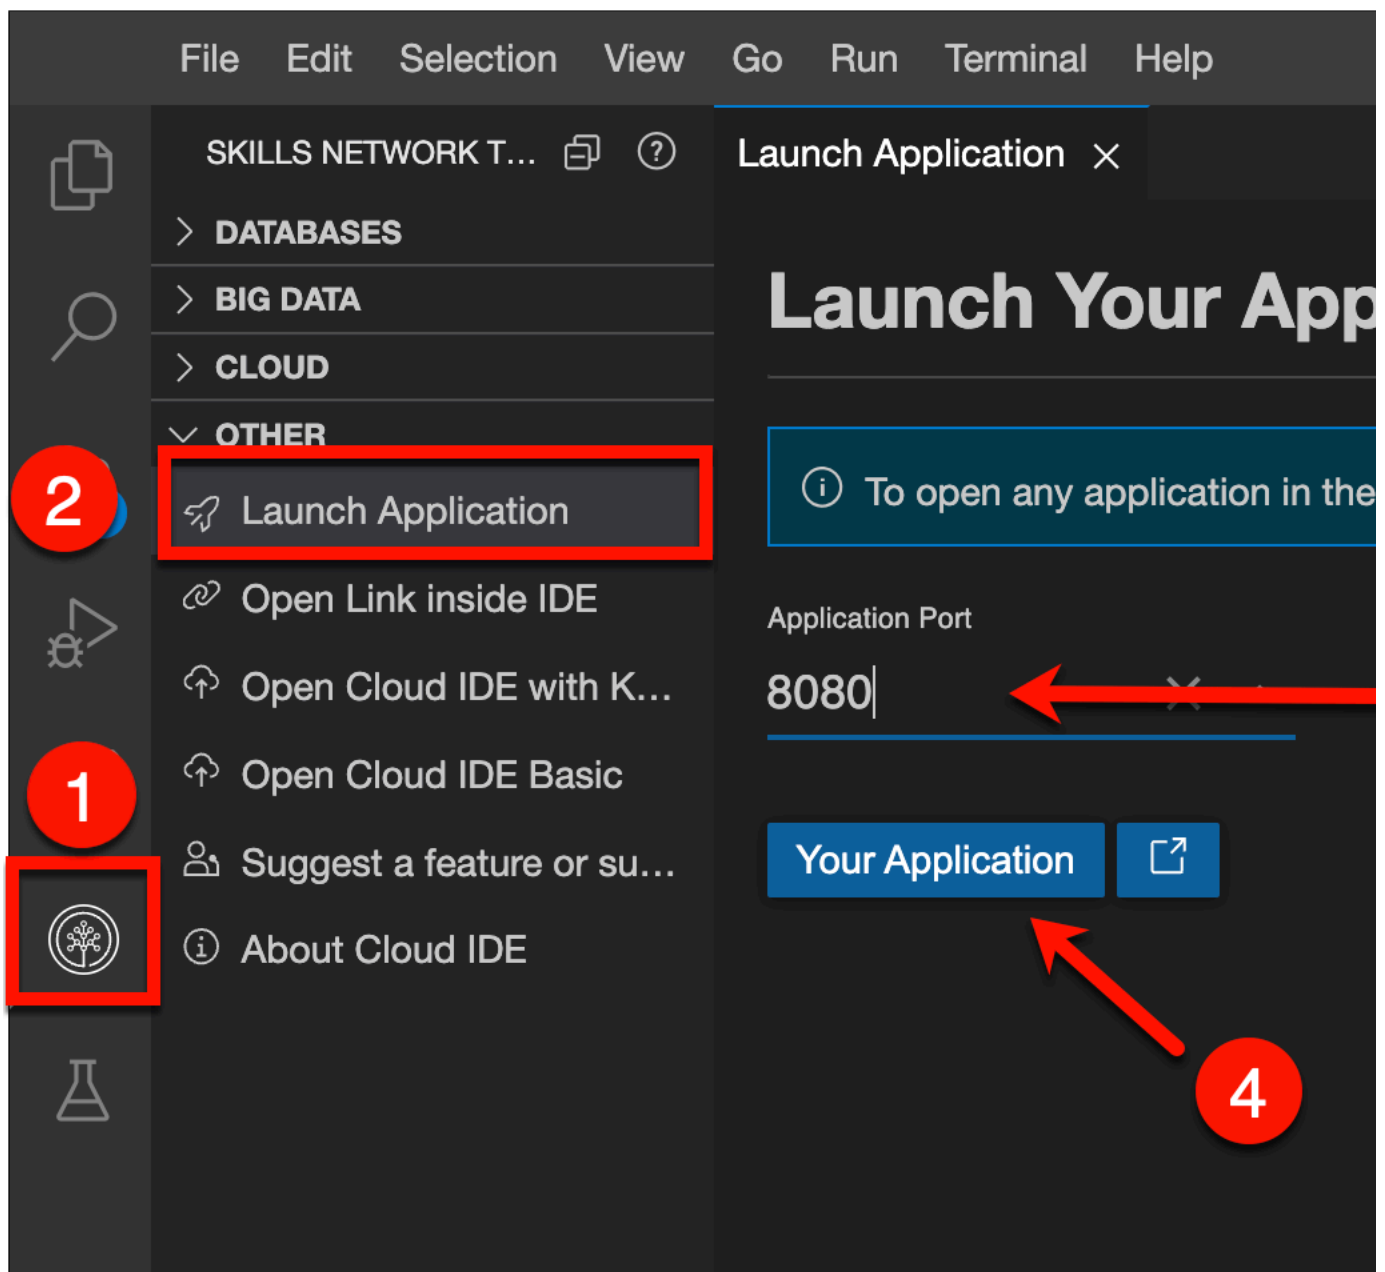 File Edit Selection View Go Run Terminal Help
SKILLS NETWORK T...
Launch Application
DATABASES
BIG DATA
CLOUD
OTHER
2
Launch Application
Open Link inside IDE
Open Cloud IDE with K...
Open Cloud IDE Basic
1
Suggest a feature or su...
About Cloud IDE
Launch Your App
To open any application in the
Application Port
8080
Your Application
4